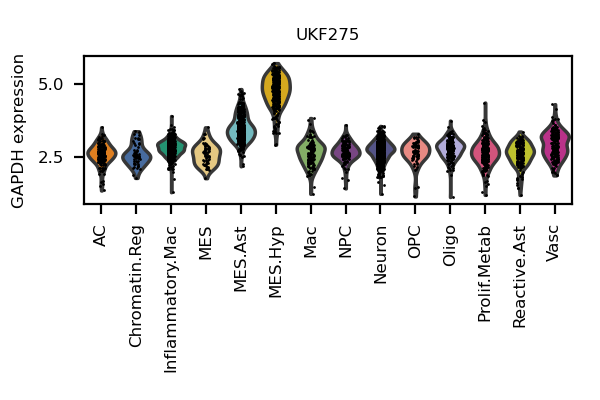 UKF275
GAPDH expression
5.0
2.5
AC
Chromatin.Reg
Inflammatory.Mac
MES
MES.Ast
MES.Hyp
Mac
NPC
Neuron
OPC
Oligo
Prolif.Metab
Reactive.Ast
Vasc